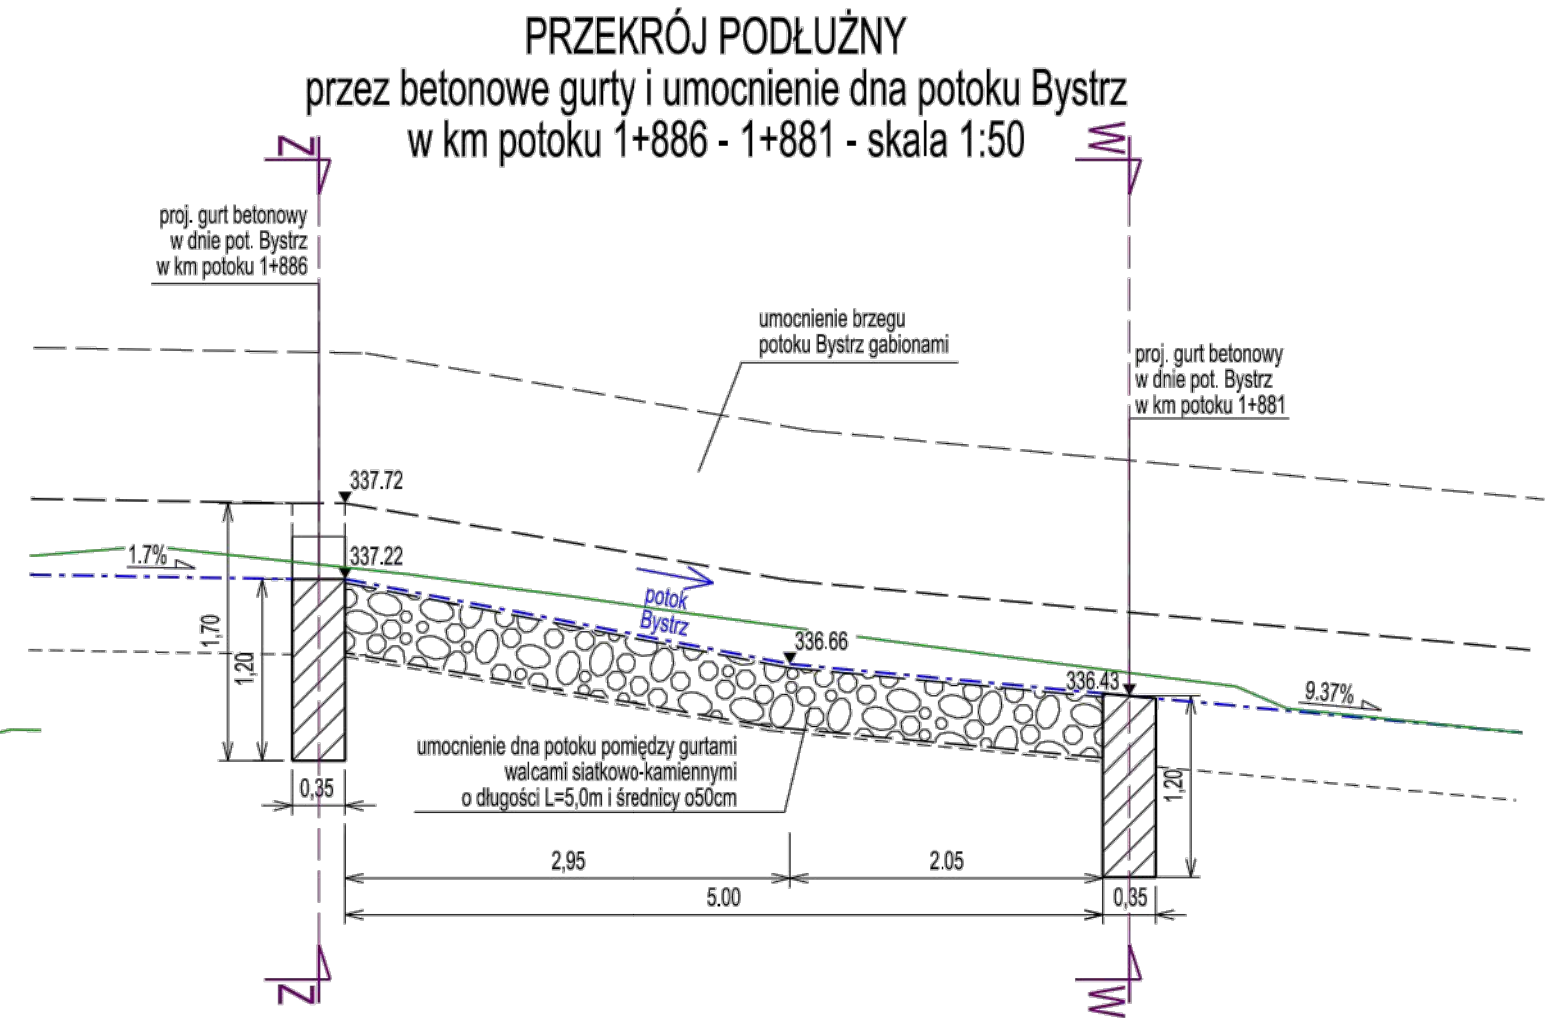 PRZEKRÓJ PODŁUŻNY
przez betonowe gurty i umocnienie dna potoku Bystrz
w km potoku 1+886 - 1+881 - skala 1:50
Z
W
proj. gurt betonowy
w dnie pot. Bystrz
w km potoku 1+886
umocnienie brzegu
potoku Bystrz gabionami
proj. gurt betonowy
w dnie pot. Bystrz
w km potoku 1+881
337.72
1.7%
337.22
potok
Bystrz
336.66
1,70
1,20
336.43
9.37%
umocnienie dna potoku pomiędzy gurtami
walcami siatkowo-kamiennymi
o długości L=5,0m i średnicy o50cm
0,35
1,20
2,95
2.05
5.00
0,35
Z
W